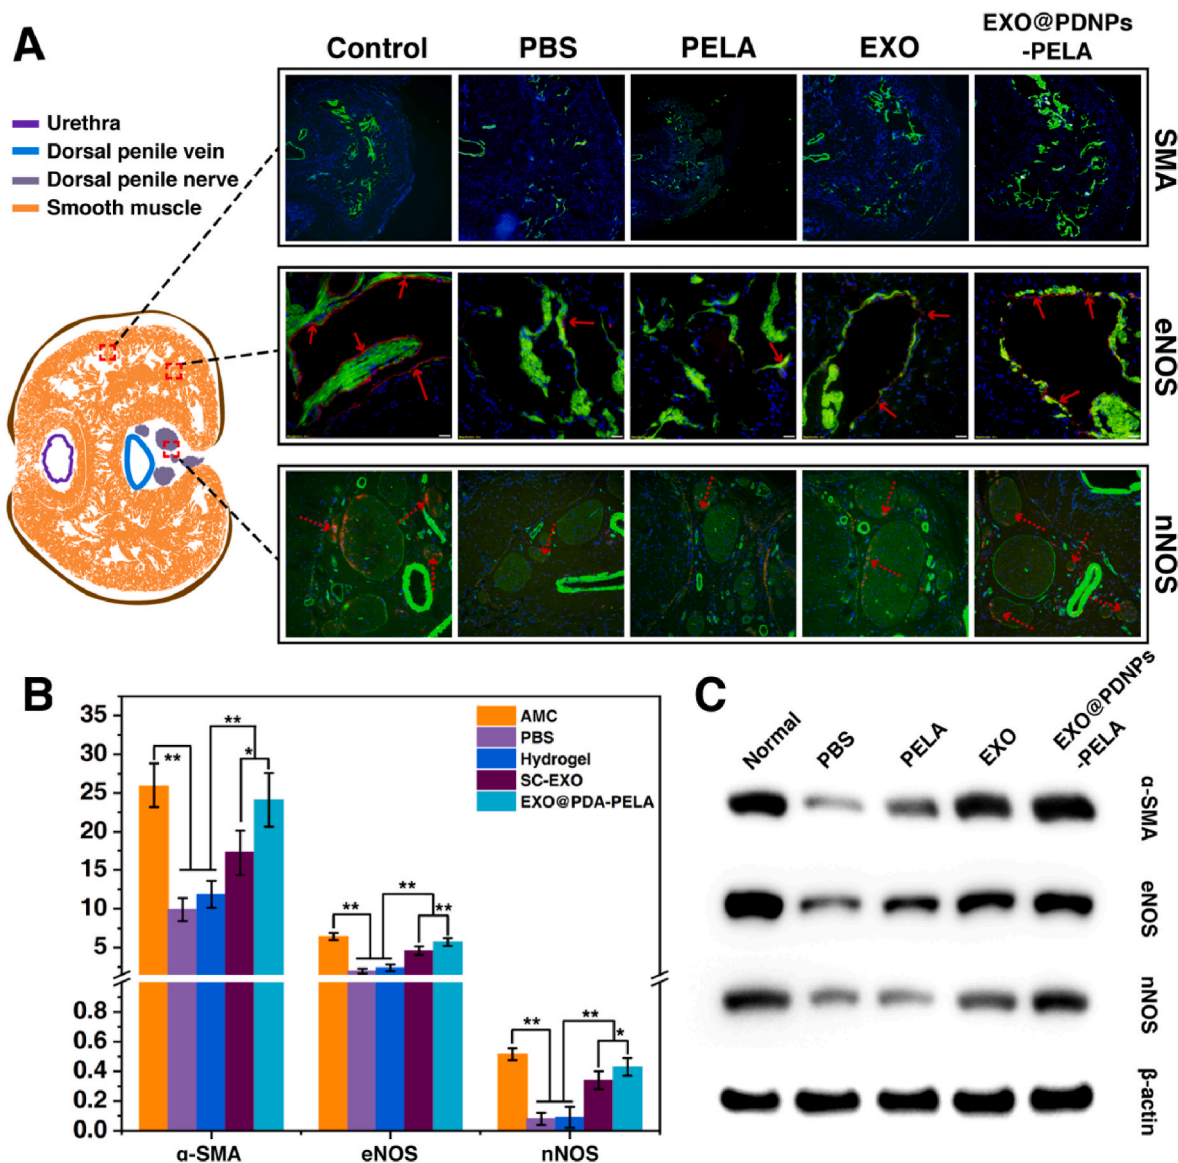 A
Control
PBS
PELA
EXO
EXO@PDNPs
-PELA
Urethra
Dorsal penile vein
Dorsal penile nerve
Smooth muscle
SMA
eNOS
nNOS
B
35
30
25
20
15
10
5
0.8
0.6
0.4
0.2
0.0
**
**
*
**
**
**
**
**
*
AMC
PBS
Hydrogel
SC-EXO
EXO@PDA-PELA
α-SMA
eNOS
nNOS
C
Normal
PBS
PELA
EXO
EXO@PDNPs
-PELA
α-SMA
eNOS
nNOS
β-actin